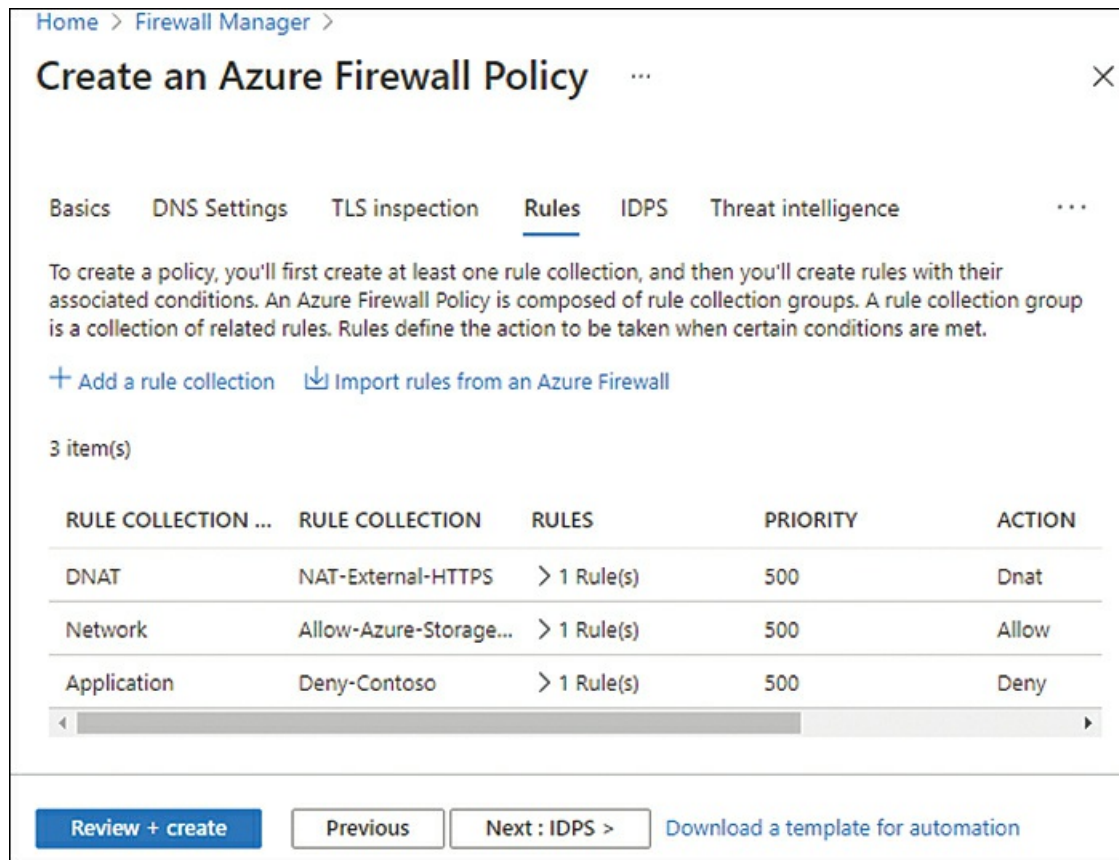 Home > Firewall Manager >
Create an Azure Firewall Policy ...
Basics DNS Settings TLS inspection Rules IDPS Threat intelligence ...
To create a policy, you'll first create at least one rule collection, and then you'll create rules with their
associated conditions. An Azure Firewall Policy is composed of rule collection groups. A rule collection group
is a collection of related rules. Rules define the action to be taken when certain conditions are met.
+ Add a rule collection Import rules from an Azure Firewall
3 item(s)
RULE COLLECTION ... RULE COLLECTION RULES PRIORITY ACTION
DNAT NAT-External-HTTPS > 1 Rule(s) 500 Dnat
Network Allow-Azure-Storage... > 1 Rule(s) 500 Allow
Application Deny-Contoso > 1 Rule(s) 500 Deny
Review + create Previous Next : IDPS > Download a template for automation